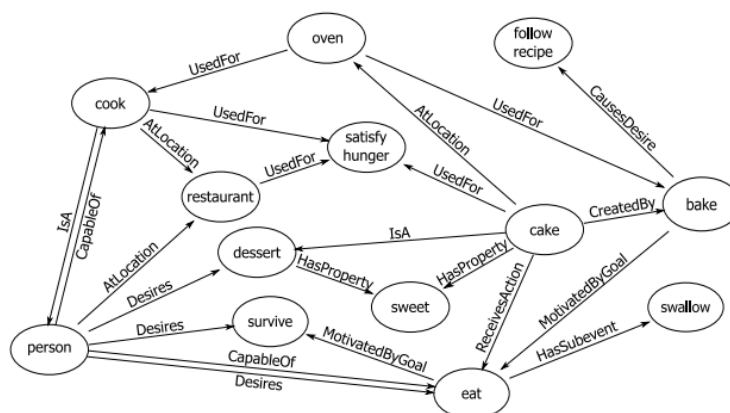 oven
follow
recipe
UsedFor
cook
UsedFor
AtLocation
UsedFor
CausesDesire
AtLocation
satisfy
hunger
UsedFor
UsedFor
restaurant
IsA
CapableOf
CreatedBy
bake
cake
IsA
dessert
AtLocation
HasProperty
HasProperty
Desires
sweet
ReceivesAction
MotivatedByGoal
swallow
survive
Desires
MotivatedByGoal
HasSubevent
person
CapableOf
Desires
eat